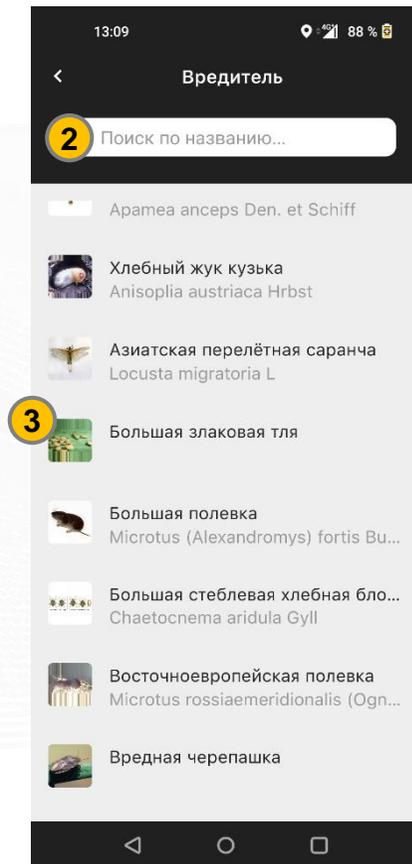 13:09
4G 88 %
Вредитель
2
Поиск по названию...
Apamea anceps Den. et Schiff
Хлебный жук кузька
Anisoplia austriaca Hrbst
Азиатская перелётная саранча
Locusta migratoria L
3
Большая злаковая тля
Большая полевка
Microtus (Alexandromys) fortis Bu...
Большая стеблевая хлебная бло...
Chaetocnema aridula Gyll
Восточноевропейская полевка
Microtus rossiaemeridionalis (Ogn...
Вредная черепашка